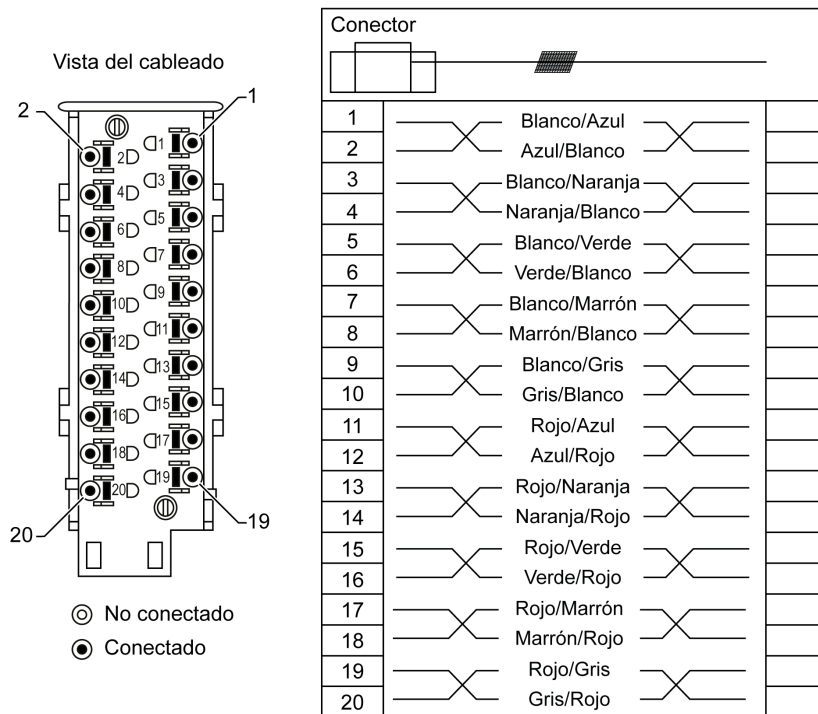 Vista del cableado
2
1
2
1
4
3
6
5
8
7
10
9
12
11
14
13
16
15
18
17
20
19
20
19
No conectado
Conectado
Conector
1 Blanco/Azul
2 Azul/Blanco
3 Blanco/Naranja
4 Naranja/Blanco
5 Blanco/Verde
6 Verde/Blanco
7 Blanco/Marrón
8 Marrón/Blanco
9 Blanco/Gris
10 Gris/Blanco
11 Rojo/Azul
12 Azul/Rojo
13 Rojo/Naranja
14 Naranja/Rojo
15 Rojo/Verde
16 Verde/Rojo
17 Rojo/Marrón
18 Marrón/Rojo
19 Rojo/Gris
20 Gris/Rojo